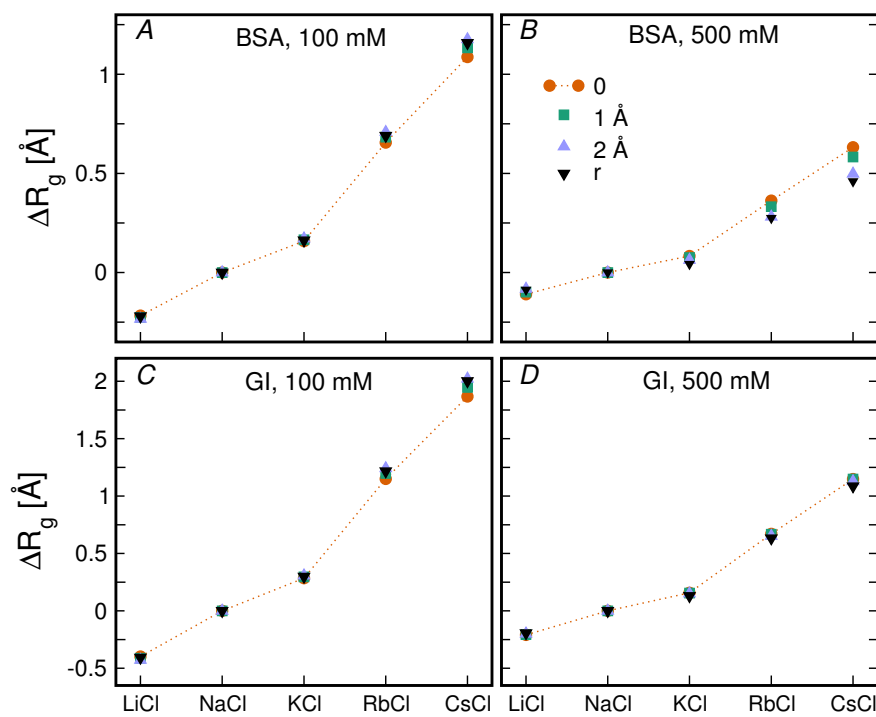 A
BSA, 100 mM
B
BSA, 500 mM
0
1 Å
2 Å
r
1
0.5
0
ΔRg [Å]
C
GI, 100 mM
D
GI, 500 mM
2
1.5
1
0.5
0
-0.5
ΔRg [Å]
LiCl NaCl KCl RbCl CsCl
LiCl NaCl KCl RbCl CsCl